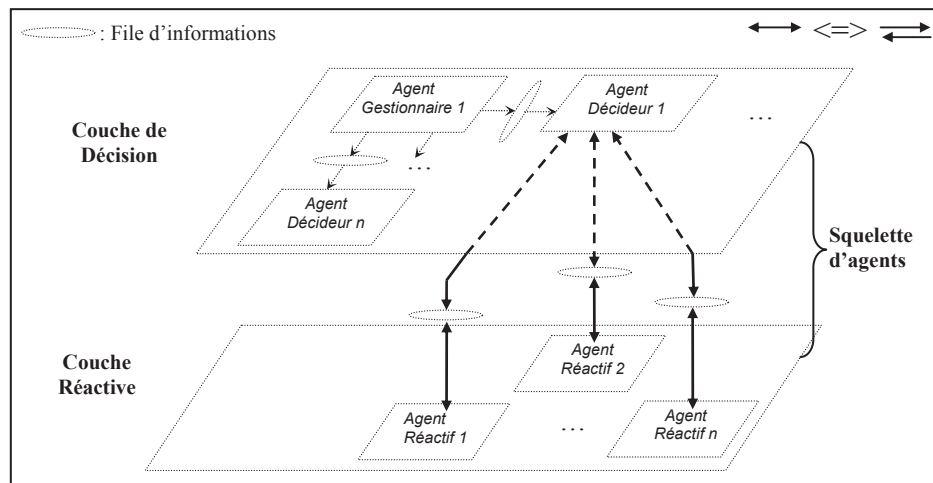 : File d'informations
<=>
Agent
Gestionnaire 1
Agent
Décideur 1
...
Couche de
Décision
...
Agent
Décideur n
Squelette
d'agents
Couche
Réactive
Agent
Réactif 2
Agent
Réactif 1
...
Agent
Réactif n